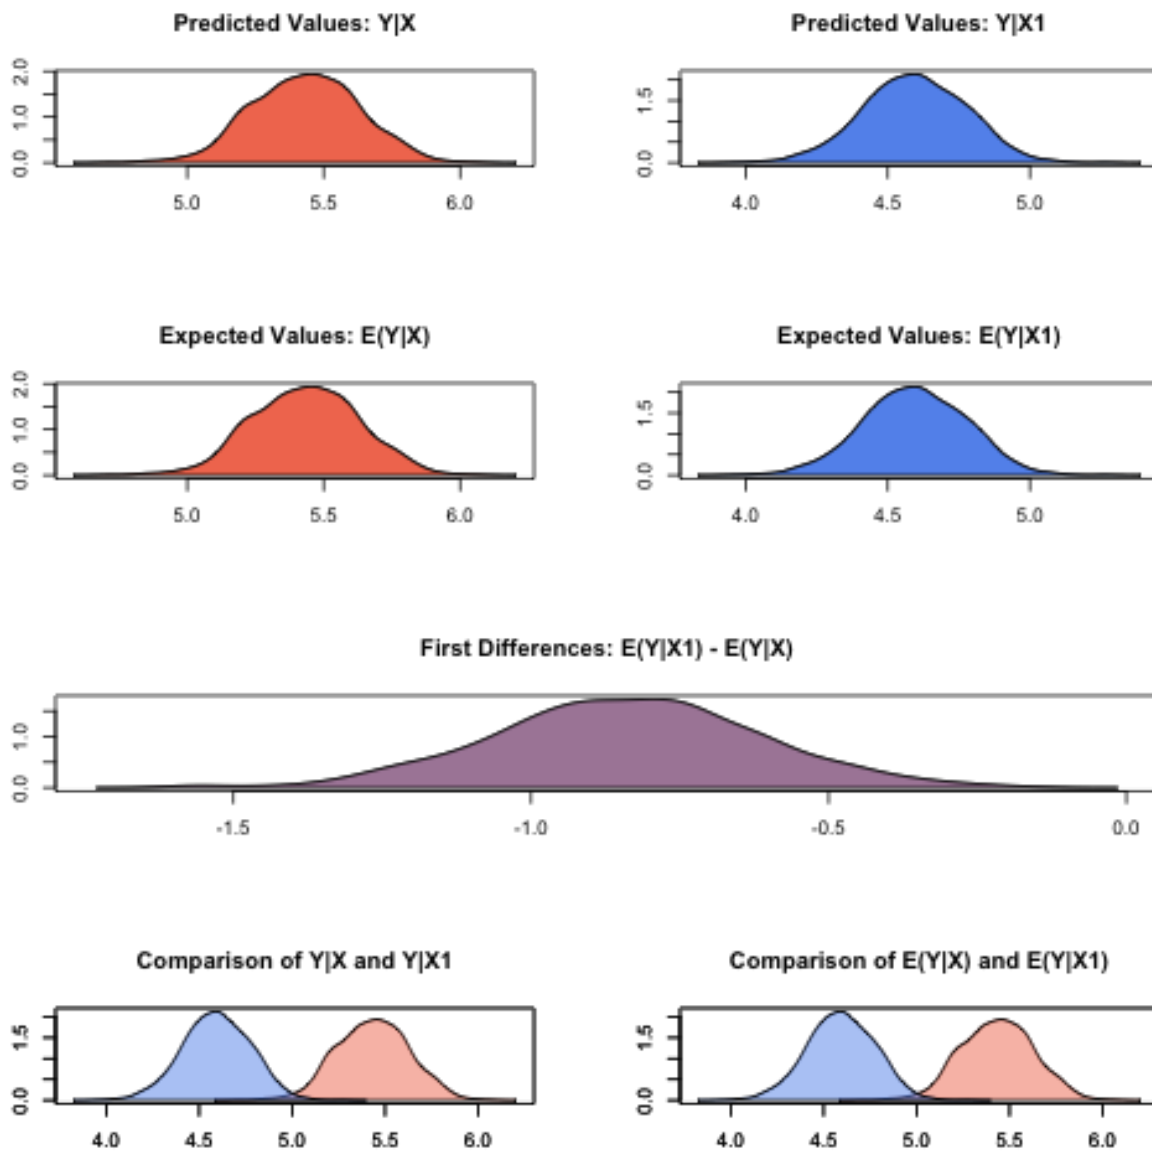 Predicted Values: Y|X
2.0
1.0
0.0
5.0 5.5 6.0
Predicted Values: Y|X1
1.5
0.0
4.0 4.5 5.0
Expected Values: E(Y|X)
2.0
1.0
0.0
5.0 5.5 6.0
Expected Values: E(Y|X1)
1.5
0.0
4.0 4.5 5.0
First Differences: E(Y|X1) - E(Y|X)
1.0
0.0
-1.5 -1.0 -0.5 0.0
Comparison of Y|X and Y|X1
1.5
0.0
4.0 4.5 5.0 5.5 6.0
Comparison of E(Y|X) and E(Y|X1)
1.5
0.0
4.0 4.5 5.0 5.5 6.0